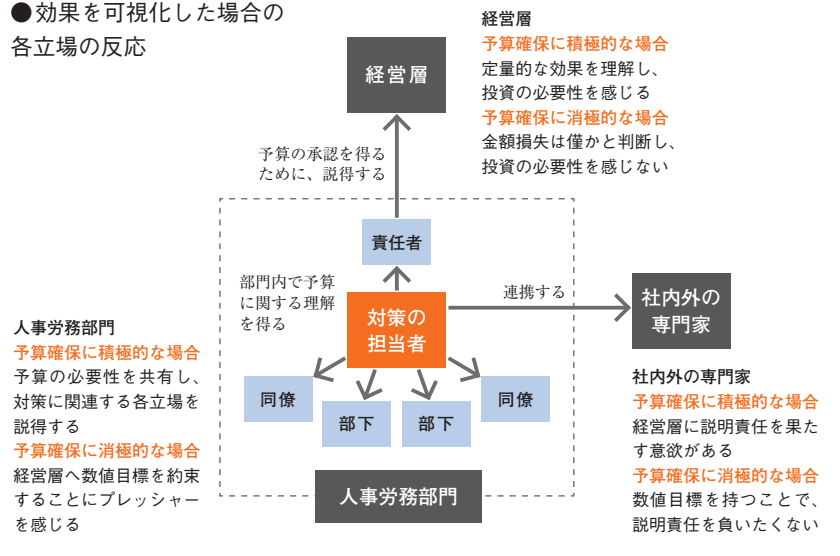 ●効果を可視化した場合の
各立場の反応
経営層
経営層
予算確保に積極的な場合
定量的な効果を理解し、
投資の必要性を感じる
予算確保に消極的な場合
金額損失は僅かと判断し、
投資の必要性を感じない
予算の承認を得る
ために、説得する
責任者
部門内で予算
に関する理解
を得る
対策の
担当者
連携する
社内外の
専門家
同僚
部下
部下
同僚
人事労務部門
人事労務部門
予算確保に積極的な場合
予算の必要性を共有し、
対策に関連する各立場を
説得する
予算確保に消極的な場合
経営層へ数値目標を約束
することにプレッシャー
を感じる
社内外の専門家
予算確保に積極的な場合
経営層に説明責任を果た
す意欲がある
予算確保に消極的な場合
数値目標を持つことで、
説明責任を負いたくない